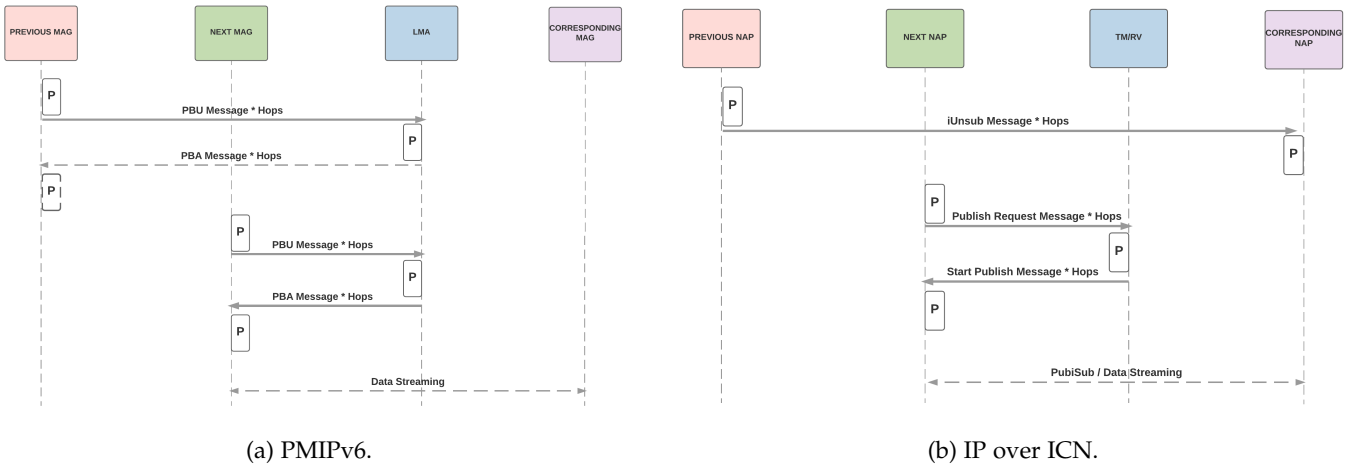 PREVIOUS MAG
NEXT MAG
LMA
CORRESPONDING
MAG
P
PBU Message * Hops
P
PBA Message * Hops
P
P
PBU Message * Hops
P
PBA Message * Hops
P
Data Streaming
(a) PMIPv6.
PREVIOUS NAP
NEXT NAP
TM/RV
CORRESPONDING
NAP
P
iUnsub Message * Hops
P
P
Publish Request Message * Hops
P
Start Publish Message * Hops
P
PubiSub / Data Streaming
(b) IP over ICN.